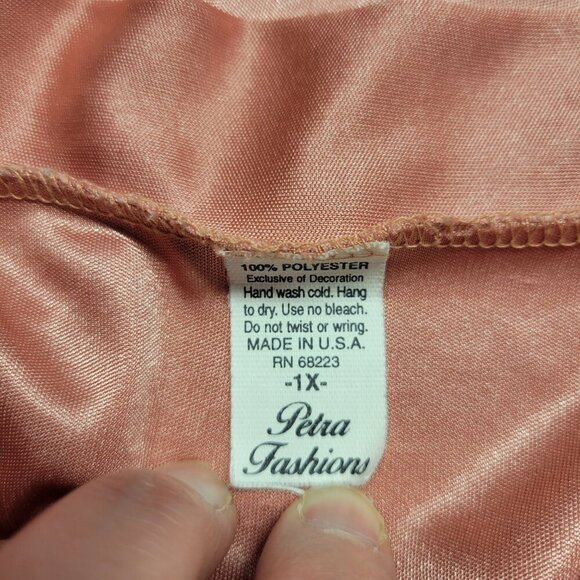 100% POLYESTER
Exclusive of Decoration
Hand wash cold. Hang
to dry. Use no bleach.
Do not twist or wring.
MADE IN U.S.A.
RN 68223
-1X-
Petra
Fashions